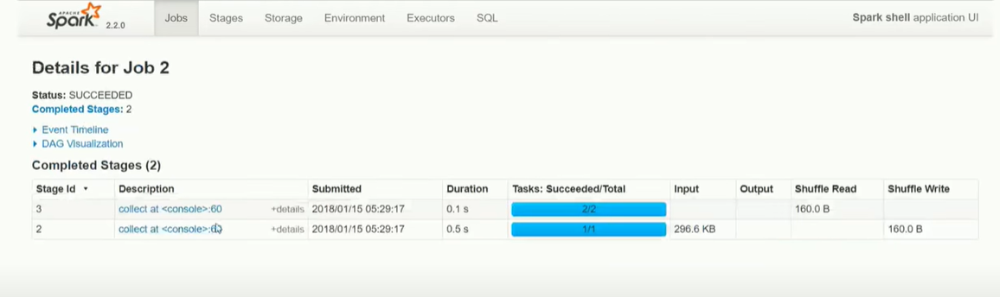 APACHE Spark 2.2.0 Jobs Stages Storage Environment Executors SQL Spark shell application UI
Details for Job 2
Status: SUCCEEDED
Completed Stages: 2
Event Timeline
DAG Visualization
Completed Stages (2)
Stage Id Description Submitted Duration Tasks: Succeeded/Total Input Output Shuffle Read Shuffle Write
3 collect at <console>:60 +details 2018/01/15 05:29:17 0.1 s 2/2 160.0 B
2 collect at <console>: +details 2018/01/15 05:29:17 0.5 s 1/1 296.6 KB 160.0 B